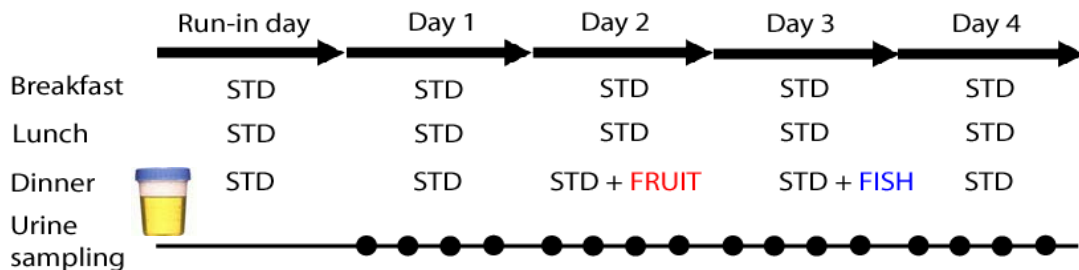 Run-in day Day 1 Day 2 Day 3 Day 4
Breakfast STD STD STD STD STD
Lunch STD STD STD STD STD
Dinner STD STD STD + FRUIT STD + FISH STD
Urine
sampling